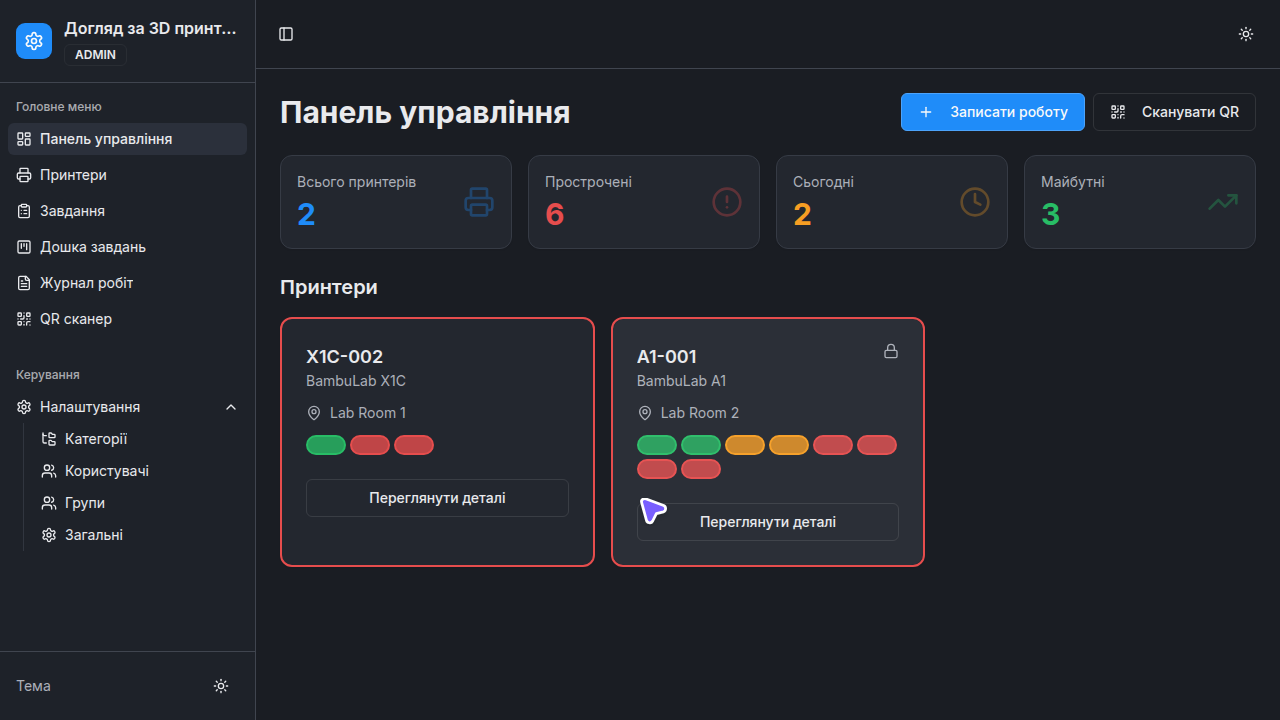 Догляд за 3D принт...
ADMIN
Головне меню
Панель управління
Принтери
Завдання
Дошка завдань
Журнал робіт
QR сканер
Керування
Налаштування
Категорії
Користувачі
Групи
Загальні
Тема
Панель управління
Записати роботу
Сканувати QR
Всього принтерів
2
Прострочені
6
Сьогодні
2
Майбутні
3
Принтери
X1C-002
BambuLab X1C
Lab Room 1
Переглянути деталі
A1-001
BambuLab A1
Lab Room 2
Переглянути деталі